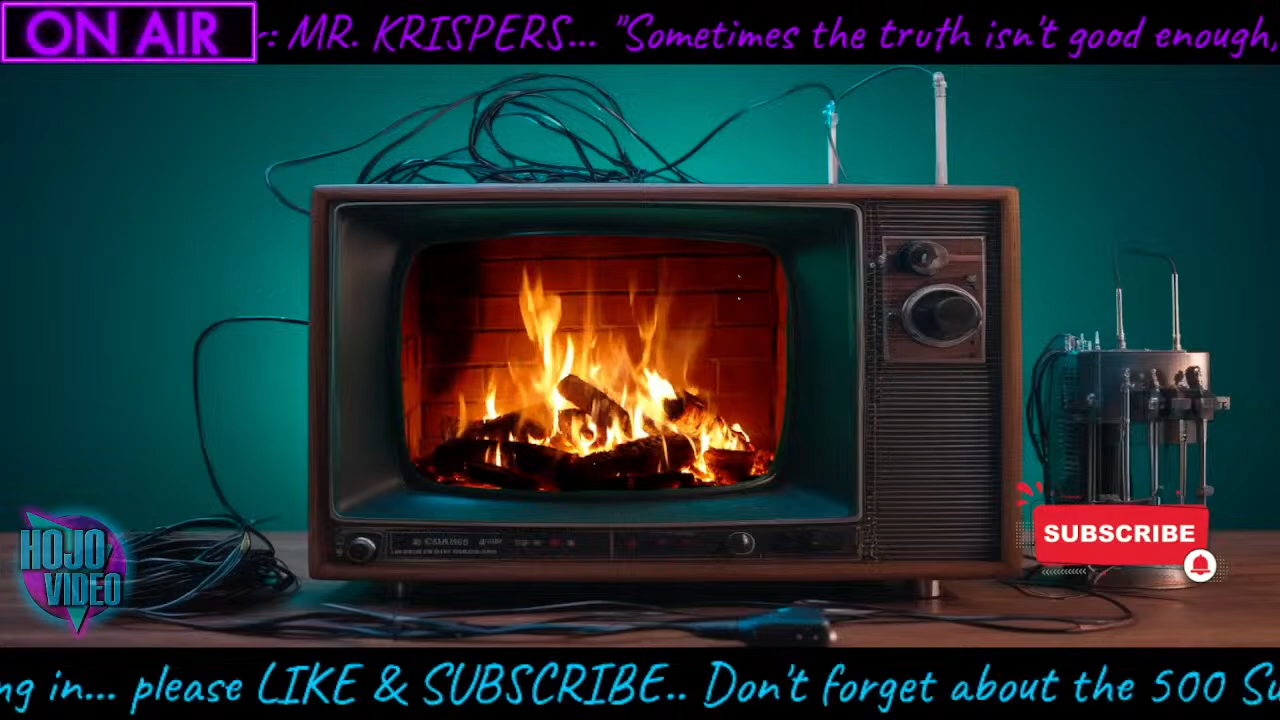 ON AIR
r: MR. KRISPERS... "Sometimes the truth isn't good enough,
HOJO
VIDEO
SUBSCRIBE
ng in... please LIKE & SUBSCRIBE.. Don't forget about the 500 Su